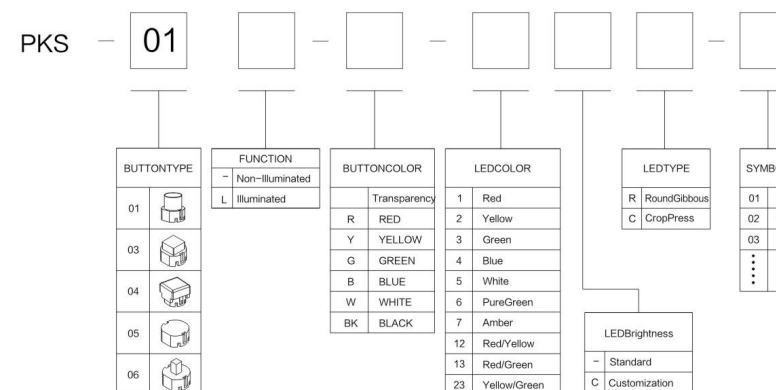 PKS - 01 - - -
BUTTONTYPE
01
03
04
05
06
FUNCTION
- Non-Illuminated
L Illuminated
BUTTONCOLOR
Transparency
R RED
Y YELLOW
G GREEN
B BLUE
W WHITE
BK BLACK
LEDCOLOR
1 Red
2 Yellow
3 Green
4 Blue
5 White
6 PureGreen
7 Amber
12 Red/Yellow
13 Red/Green
23 Yellow/Green
LEDBrightness
- Standard
C Customization
LEDTYPE
R RoundGibbous
C CropPress
01
02
03